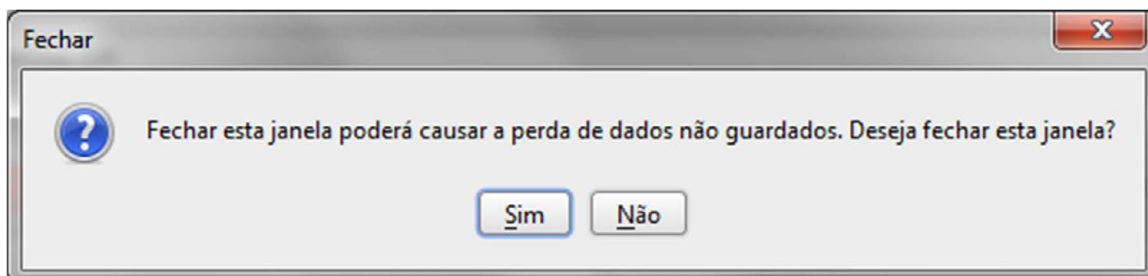 Fechar
Fechar esta janela poderá causar a perda de dados não guardados. Deseja fechar esta janela?
Sim
Não